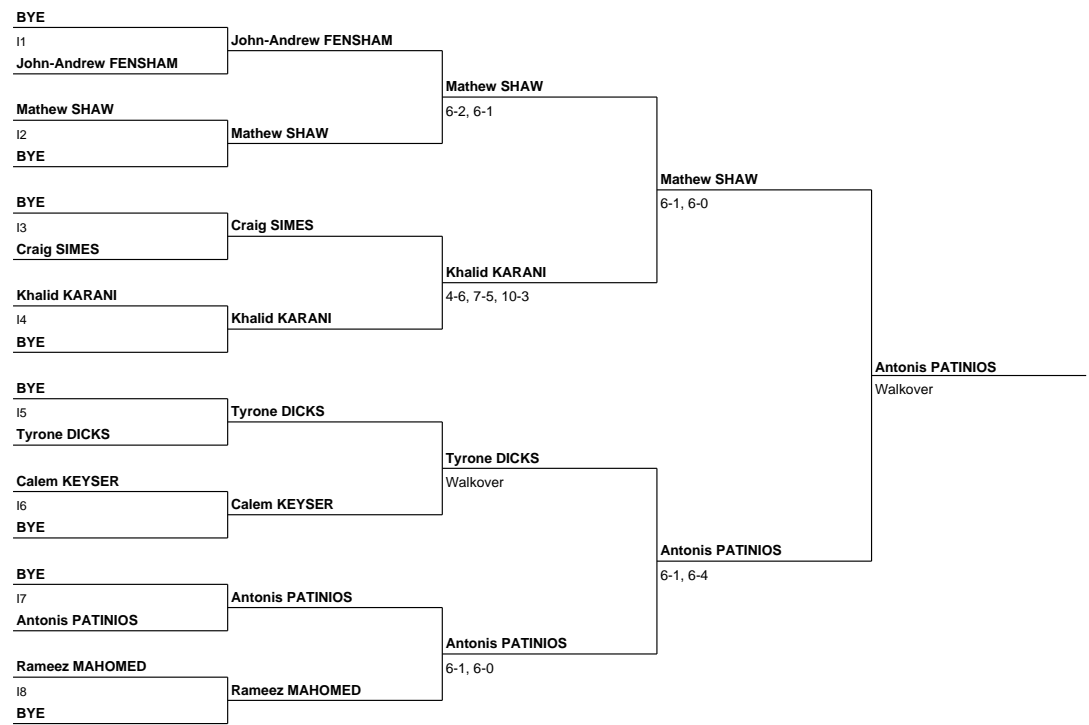 BYE
I1
John-Andrew FENSHAM
John-Andrew FENSHAM
Mathew SHAW
6-2, 6-1
Mathew SHAW
I2
BYE
Mathew SHAW
Mathew SHAW
6-1, 6-0
BYE
I3
Craig SIMES
Craig SIMES
Khalid KARANI
4-6, 7-5, 10-3
Khalid KARANI
I4
BYE
Khalid KARANI
Antonis PATINIOS
Walkover
BYE
I5
Tyrone DICKS
Tyrone DICKS
Tyrone DICKS
Walkover
Calem KEYSER
I6
BYE
Calem KEYSER
Antonis PATINIOS
6-1, 6-4
BYE
I7
Antonis PATINIOS
Antonis PATINIOS
Antonis PATINIOS
6-1, 6-0
Rameez MAHOMED
I8
BYE
Rameez MAHOMED